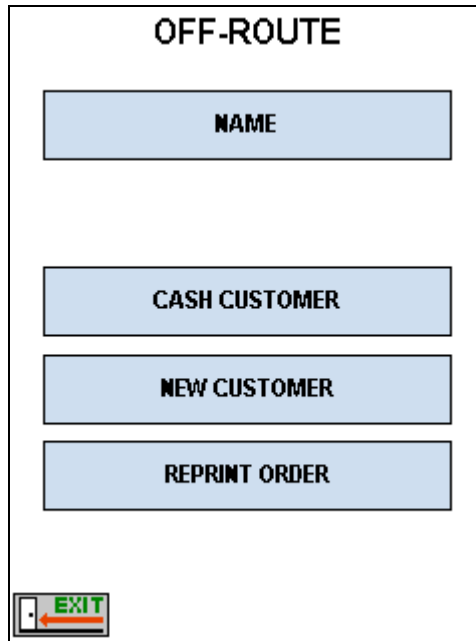 OFF-ROUTE
NAME
CASH CUSTOMER
NEW CUSTOMER
REPRINT ORDER
EXIT